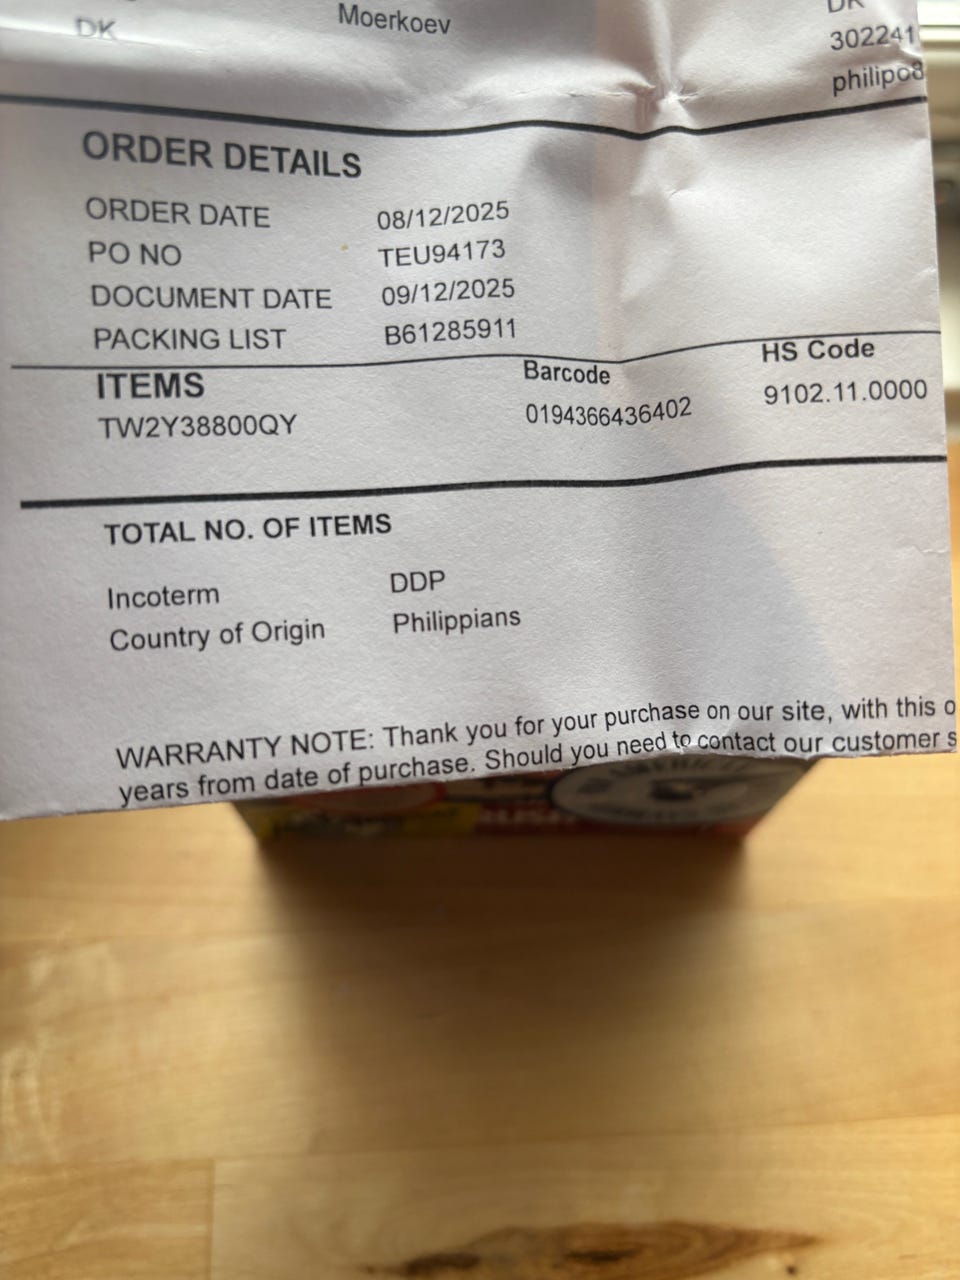 DK Moerkoev DK
302241
philipo8
ORDER DETAILS
ORDER DATE 08/12/2025
PO NO TEU94173
DOCUMENT DATE 09/12/2025
PACKING LIST B61285911
ITEMS Barcode HS Code
TW2Y38800QY 0194366436402 9102.11.0000
TOTAL NO. OF ITEMS
Incoterm DDP
Country of Origin Philippians
WARRANTY NOTE: Thank you for your purchase on our site, with this o
years from date of purchase. Should you need to contact our customer s